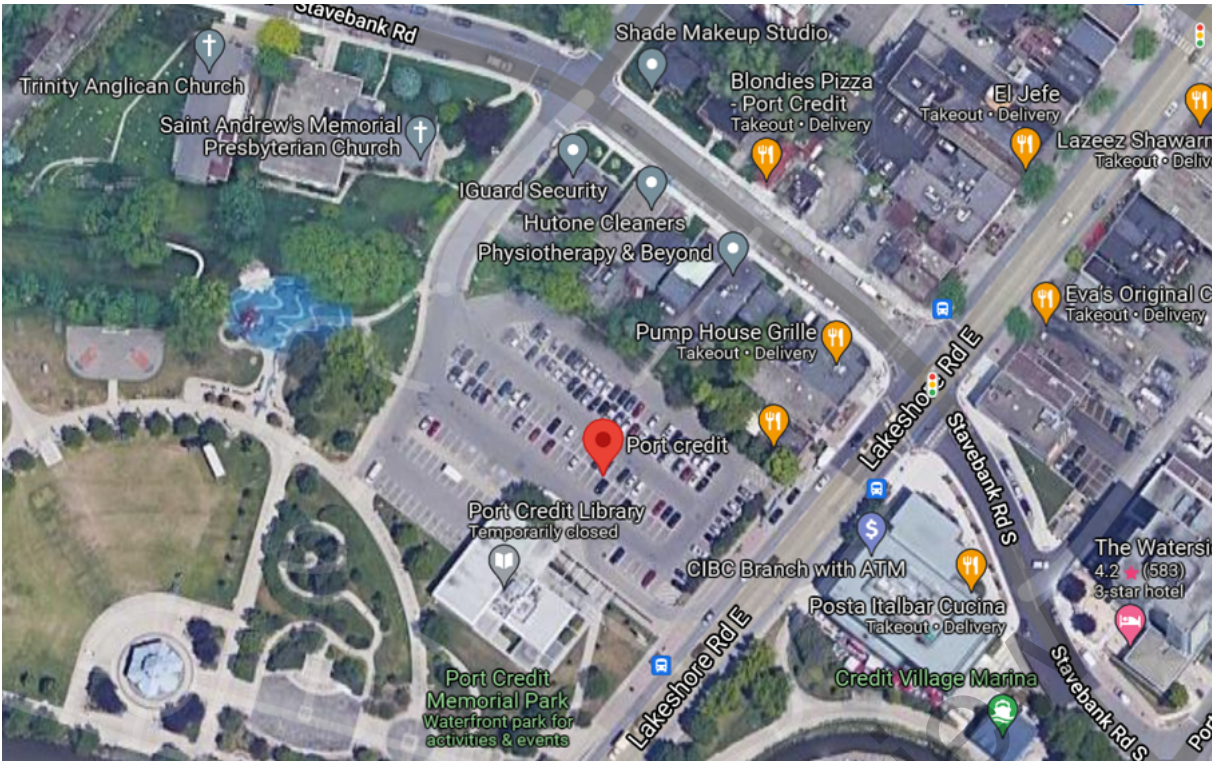 Stavebank Rd
Trinity Anglican Church
Saint Andrew's Memorial
Presbyterian Church
Shade Makeup Studio
Blondies Pizza
- Port Credit
Takeout • Delivery
El Jefe
Takeout • Delivery
Lazeez Shawarm
Takeout • Deliv
IGuard Security
Hutone Cleaners
Physiotherapy & Beyond
Eva's Original C
Takeout • Delivery
Pump House Grille
Takeout • Delivery
Lakeshore Rd E
Port credit
Stavebank Rd S
Port Credit Library
Temporarily closed
$
CIBC Branch with ATM
The Watersi
4.2 ★ (583)
3-star hotel
Posta Italbar Cucina
Takeout • Delivery
Lakeshore Rd E
Port Credit
Memorial Park
Waterfront park for
activities & events
Credit Village Marina
Stavebank Rd S
Por